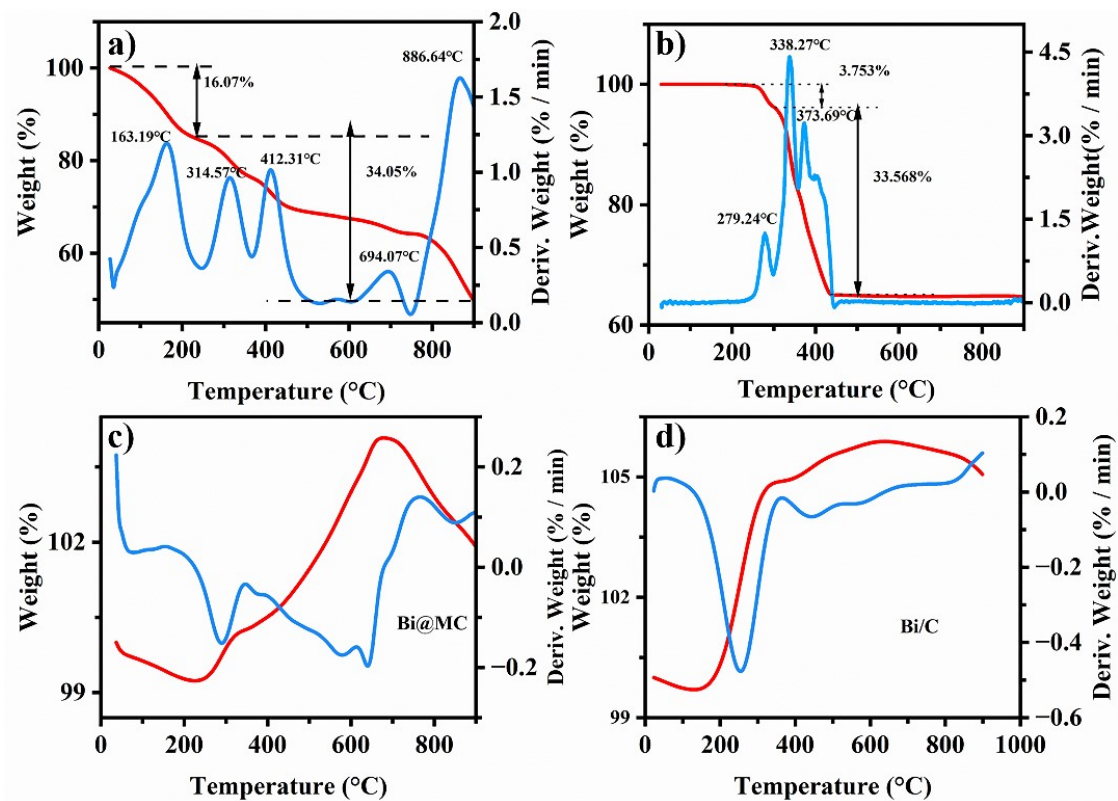 a)
Weight (%)
100
80
60
16.07%
34.05%
163.19°C
314.57°C
412.31°C
694.07°C
886.64°C
2.0
1.5
1.0
0.5
0.0
Deriv. Weight (% / min)
0
200
400
600
800
Temperature (°C)
b)
Weight (%)
100
80
60
338.27°C
3.753%
373.69°C
33.568%
279.24°C
4.5
3.0
1.5
0.0
Deriv. Weight(% / min)
0
200
400
600
800
Temperature (°C)
c)
Weight (%)
102
99
Bi@MC
0.2
0.0
−0.2
Deriv. Weight (% / min)
0
200
400
600
800
Temperature (°C)
d)
Weight (%)
Weight (%)
105
102
99
Bi/C
0.2
0.0
−0.2
−0.4
−0.6
Deriv. Weight (% / min)
0
200
400
600
800
1000
Temperature (°C)